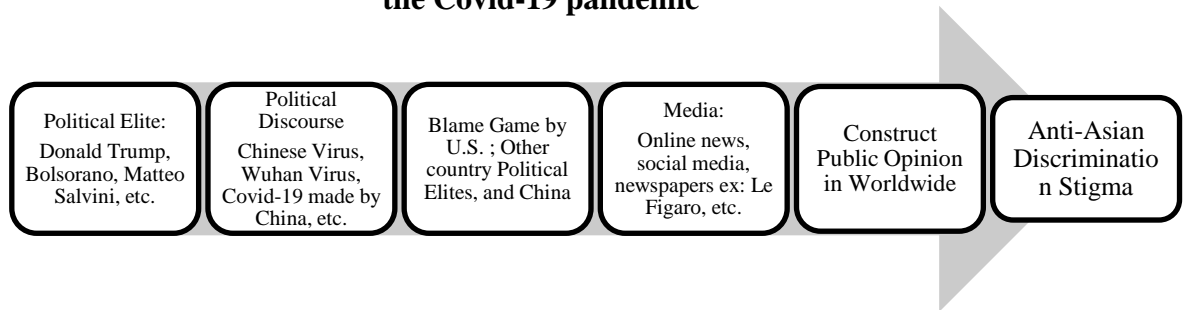 the Covid-19 pandemic
Political Elite:
Donald Trump,
Bolsorano, Matteo
Salvini, etc.
Political
Discourse
Chinese Virus,
Wuhan Virus,
Covid-19 made by
China, etc.
Blame Game by
U.S. ; Other
country Political
Elites, and China
Media:
Online news,
social media,
newspapers ex: Le
Figaro, etc.
Construct
Public Opinion
in Worldwide
Anti-Asian
Discriminatio
n Stigma